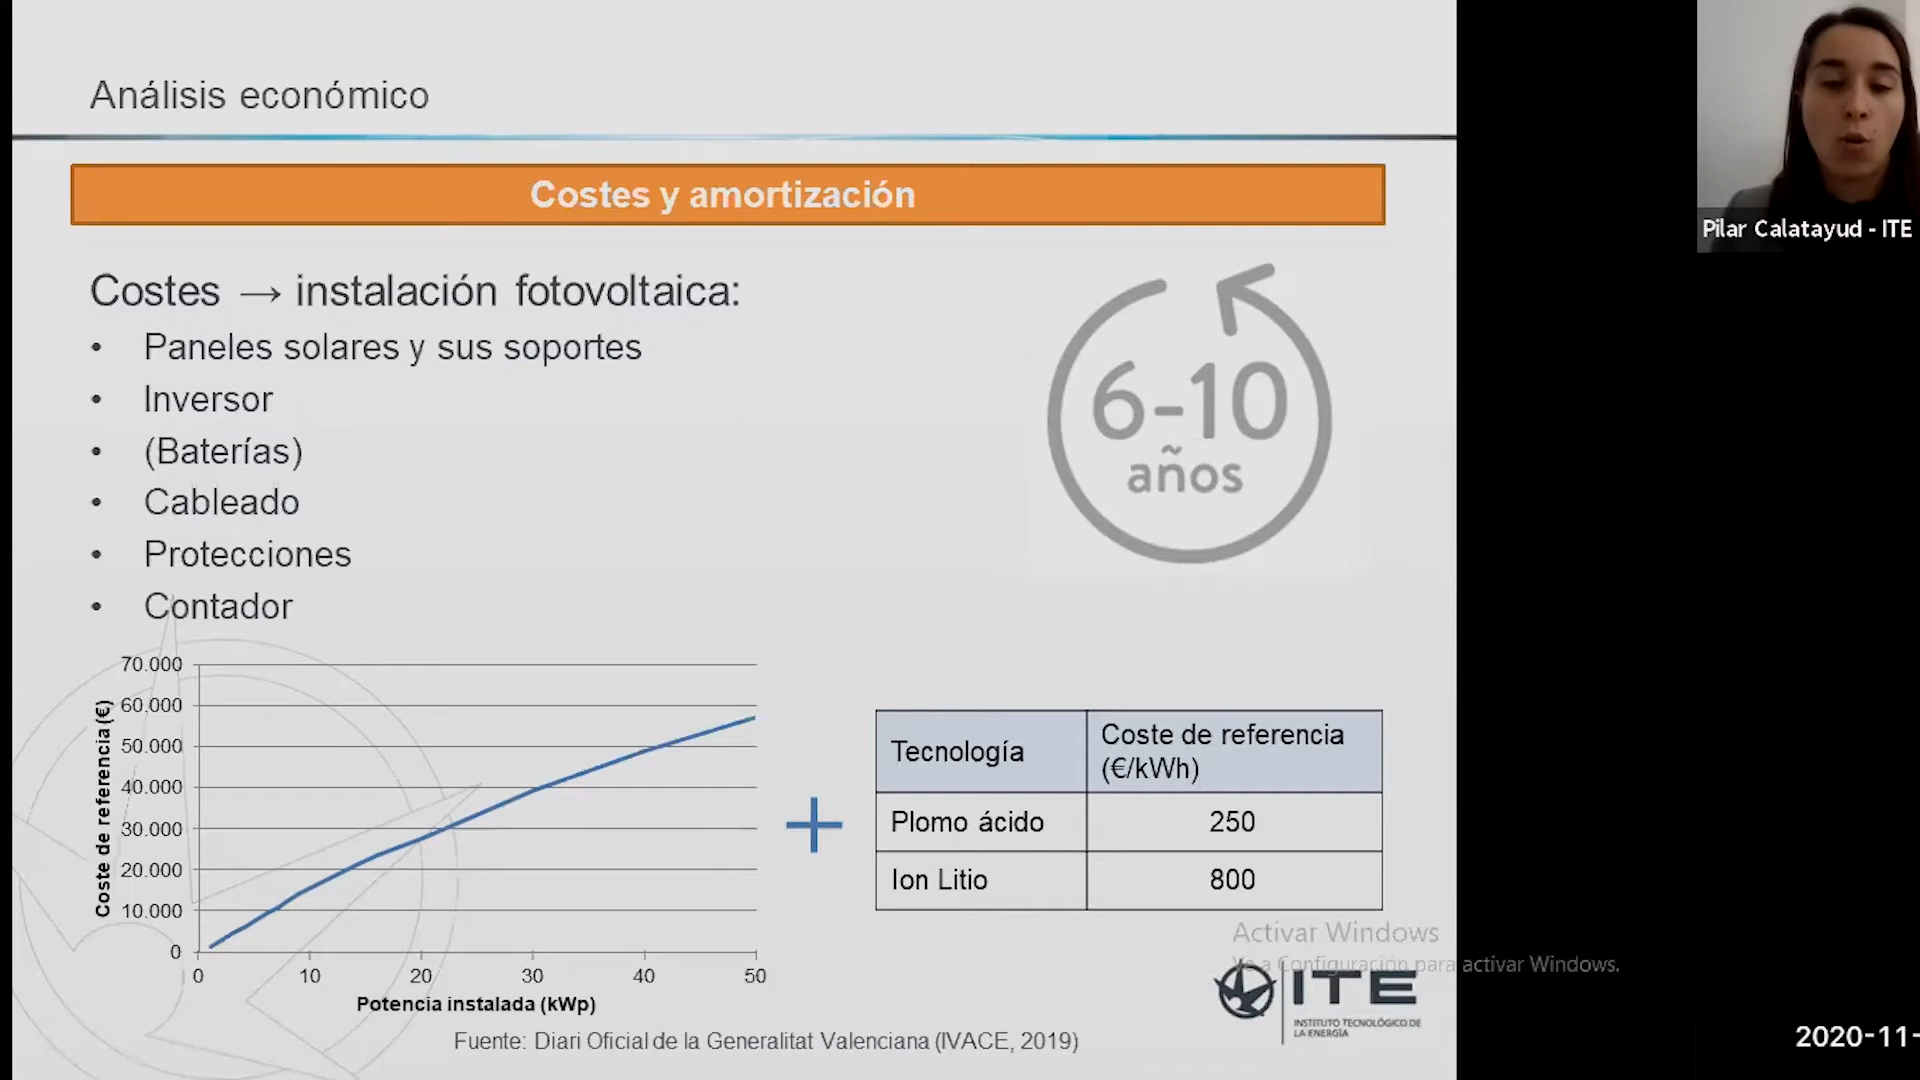 Análisis económico
Costes y amortización
Costes → instalación fotovoltaica:
• Paneles solares y sus soportes
• Inversor
• (Baterías)
• Cableado
• Protecciones
• Contador
6-10
años
70.000
60.000
50.000
40.000
30.000
20.000
10.000
0
Coste de referencia (€)
0 10 20 30 40 50
Potencia instalada (kWp)
+
Tecnología
Coste de referencia
(€/kWh)
Plomo ácido 250
Ion Litio 800
Activar Windows
Ve a Configuración para activar Windows.
ITE
INSTITUTO TECNOLÓGICO DE
LA ENERGÍA
Fuente: Diari Oficial de la Generalitat Valenciana (IVACE, 2019)
Pilar Calatayud - ITE
2020-11-